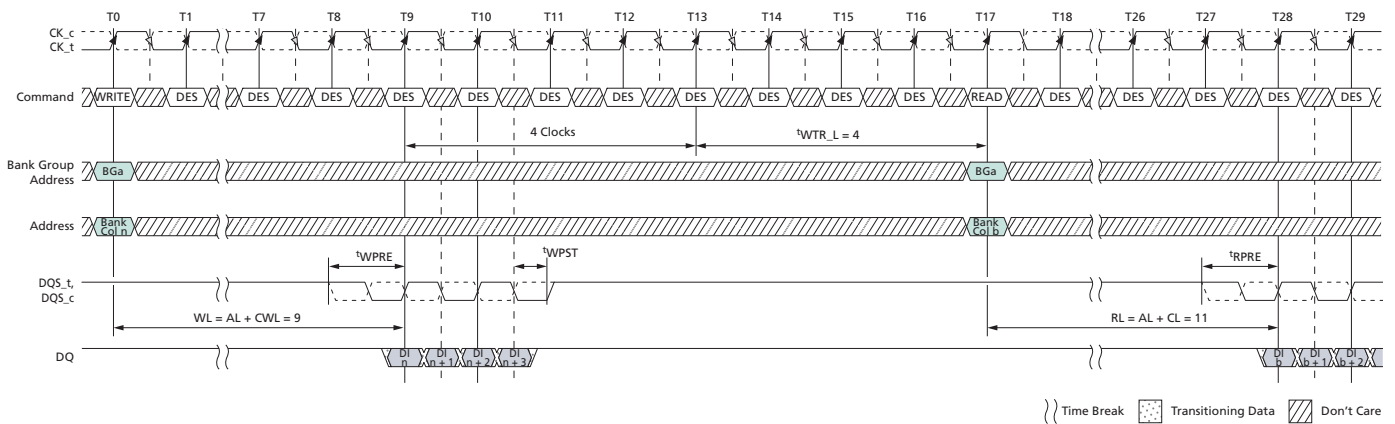 T0 T1 T7 T8 T9 T10 T11 T12 T13 T14 T15 T16 T17 T18 T26 T27 T28 T29
CK_c
CK_t
Command WRITE DES DES DES DES DES DES DES DES DES DES DES READ DES DES DES DES DES
4 Clocks tWTR_L = 4
Bank Group
Address BGa BGa
Address Bank
Col n Bank
Col b
tWPRE tWPST tRPRE
DQS_t,
DQS_c
WL = AL + CWL = 9 RL = AL + CL = 11
DQ DI
n DI
n + 1 DI
n + 2 DI
n + 3 DI
b DI
b + 1 DI
b + 2
Time Break Transitioning Data Don't Care